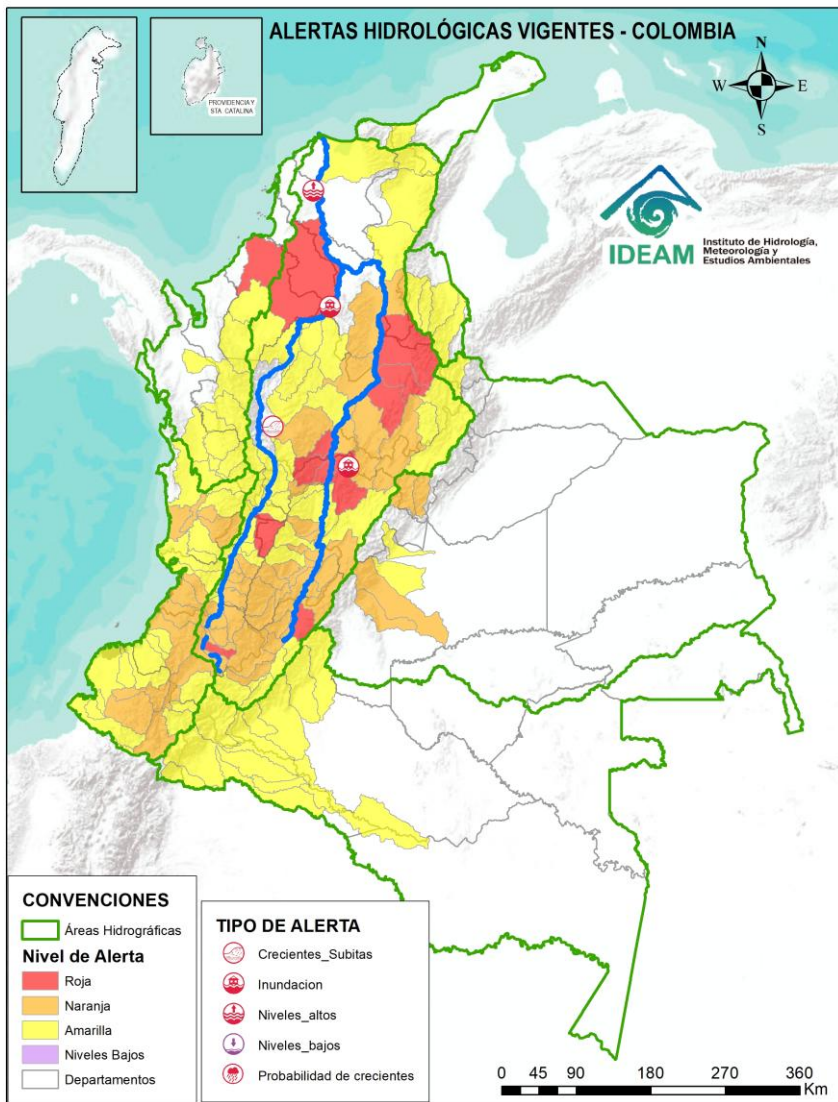 ALERTAS HIDROLÓGICAS VIGENTES - COLOMBIA
PROVIDENCIA Y
STA. CATALINA
N
W E
S
IDEAM
Instituto de Hidrología,
Meteorología y
Estudios Ambientales
CONVENCIONES
Áreas Hidrográficas
Nivel de Alerta
Roja
Naranja
Amarilla
Niveles Bajos
Departamentos
TIPO DE ALERTA
Crecientes_Subitas
Inundacion
Niveles_altos
Niveles_bajos
Probabilidad de crecientes
0 45 90 180 270 360
Km